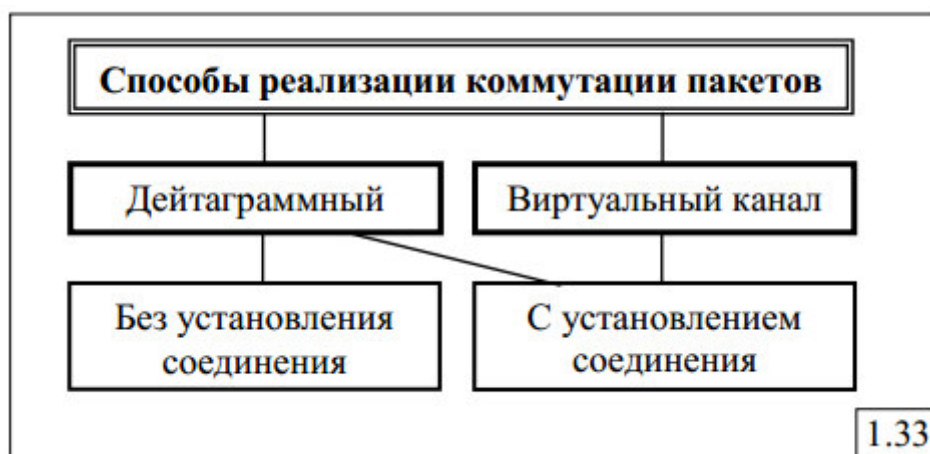 Способы реализации коммутации пакетов
Дейтаграммный
Виртуальный канал
Без установления
соединения
С установлением
соединения
1.33